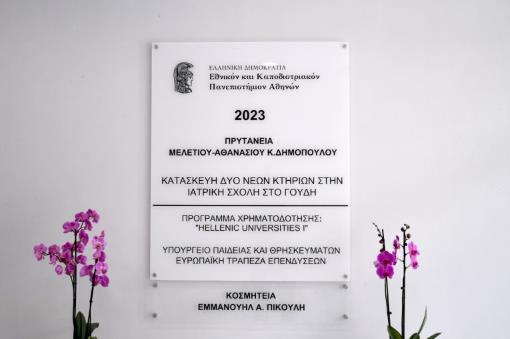 ΕΛΛΗΝΙΚΗ ΔΗΜΟΚΡΑΤΙΑ
Εθνικόν και Καποδιστριακόν
Πανεπιστήμιον Αθηνών
2023
ΠΡΥΤΑΝΕΙΑ
ΜΕΛΕΤΙΟΥ-ΑΘΑΝΑΣΙΟΥ Κ.ΔΗΜΟΠΟΥΛΟΥ
ΚΑΤΑΣΚΕΥΗ ΔΥΟ ΝΕΩΝ ΚΤΗΡΙΩΝ ΣΤΗΝ
ΙΑΤΡΙΚΗ ΣΧΟΛΗ ΣΤΟ ΓΟΥΔΗ
ΠΡΟΓΡΑΜΜΑ ΧΡΗΜΑΤΟΔΟΤΗΣΗΣ:
"HELLENIC UNIVERSITIES I"
ΥΠΟΥΡΓΕΙΟ ΠΑΙΔΕΙΑΣ ΚΑΙ ΘΡΗΣΚΕΥΜΑΤΩΝ
ΕΥΡΩΠΑΪΚΗ ΤΡΑΠΕΖΑ ΕΠΕΝΔΥΣΕΩΝ
ΚΟΣΜΗΤΕΙΑ
ΕΜΜΑΝΟΥΗΛ Α. ΠΙΚΟΥΛΗ